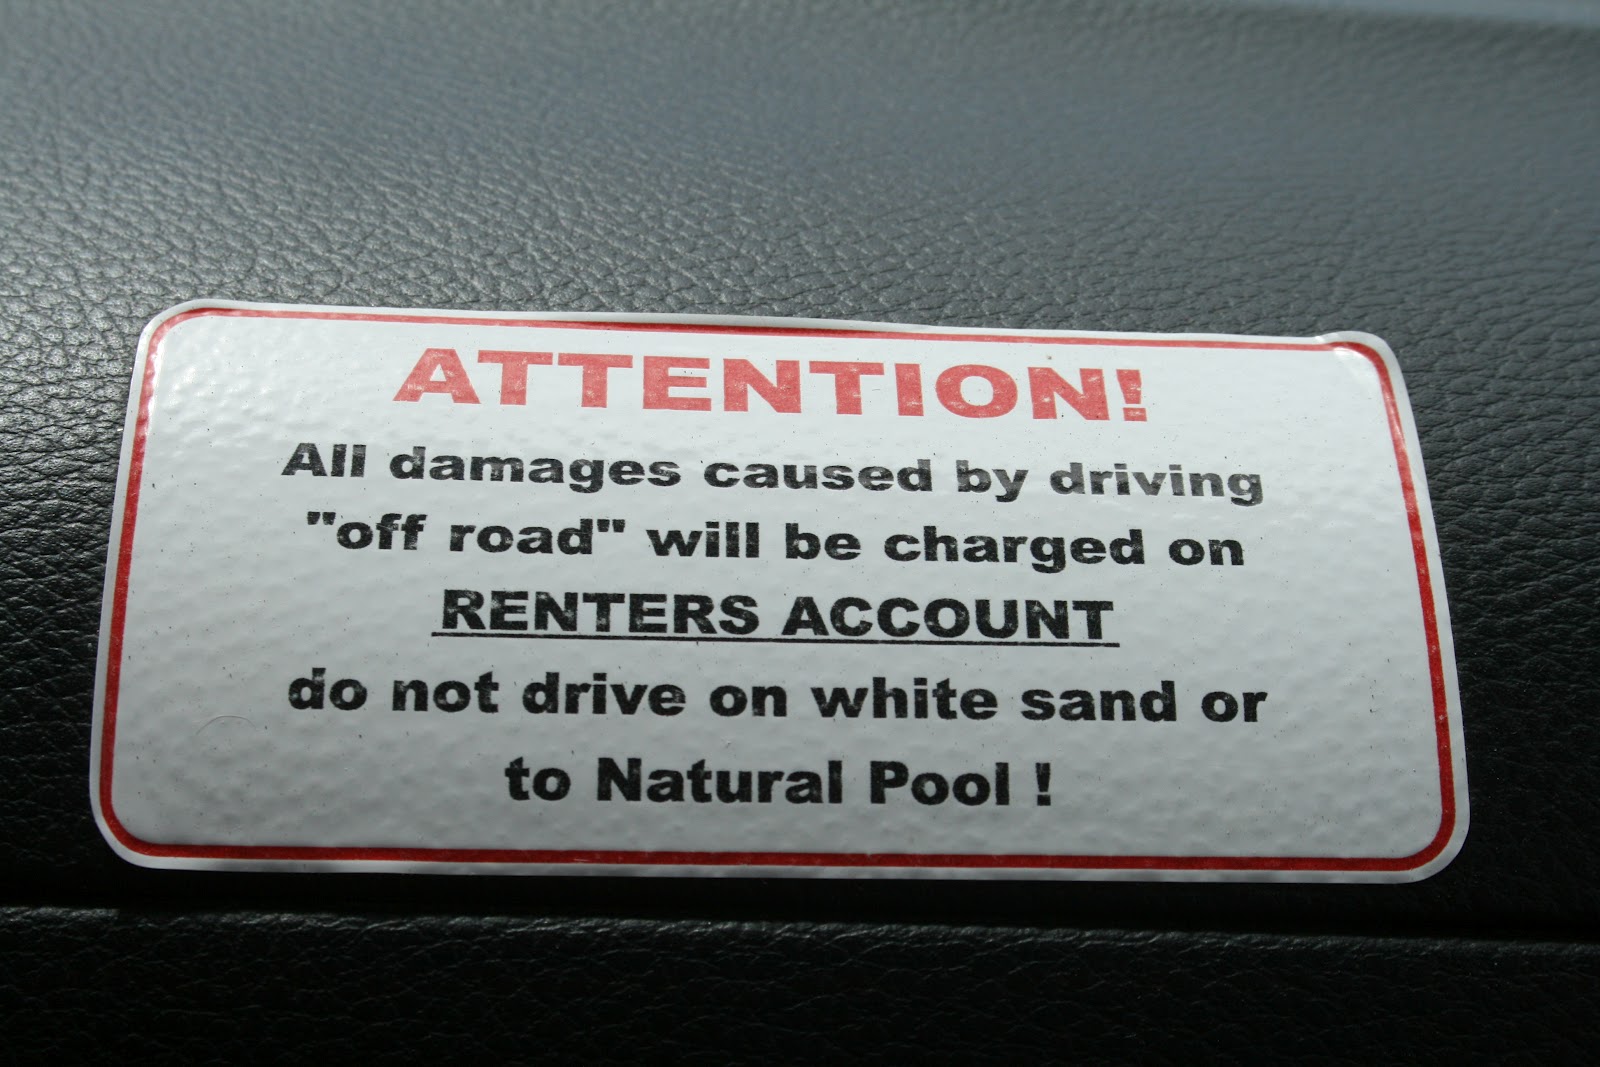 ATTENTION!
All damages caused by driving
"off road" will be charged on
RENTERS ACCOUNT
do not drive on white sand or
to Natural Pool !